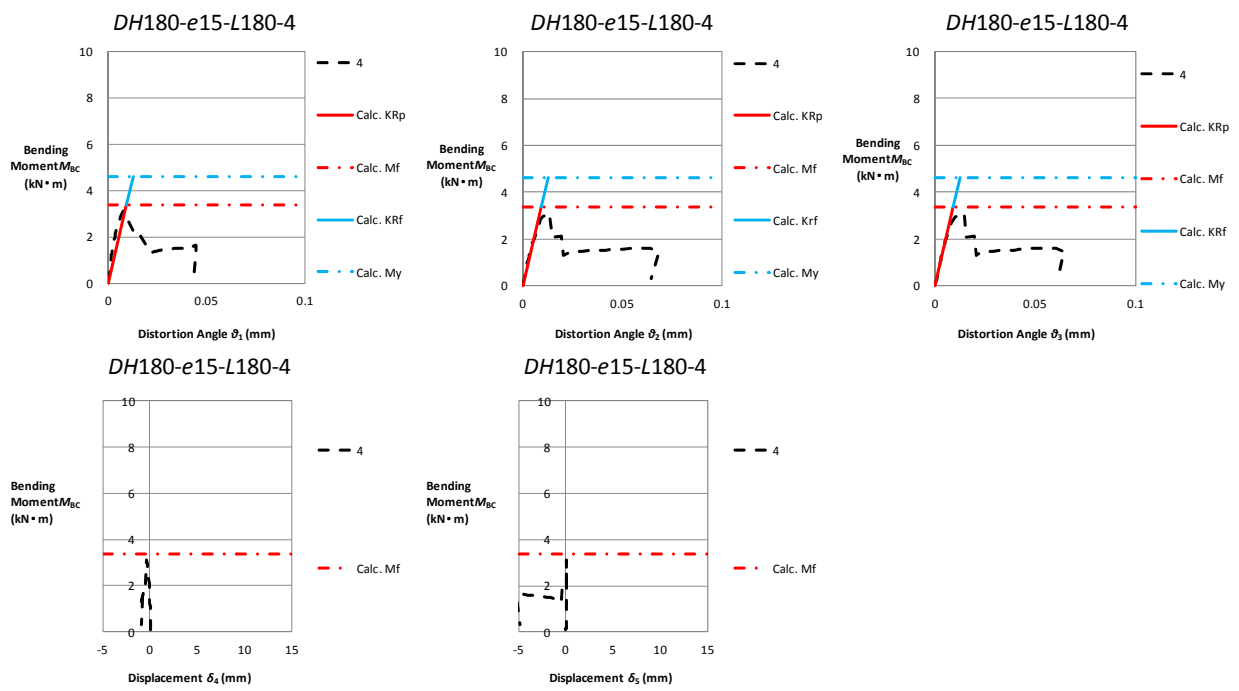 DH180-e15-L180-4
10
8
6
4
2
0
0
0.05
0.1
Bending
MomentMBC
(kN・m)
Distortion Angle ϑ1 (mm)
4
Calc. KRp
Calc. Mf
Calc. KRf
Calc. My
DH180-e15-L180-4
10
8
6
4
2
0
0
0.05
0.1
Bending
MomentMBC
(kN・m)
Distortion Angle ϑ2 (mm)
4
Calc. KRp
Calc. Mf
Calc. Krf
Calc. My
DH180-e15-L180-4
10
8
6
4
2
0
0
0.05
0.1
Bending
MomentMBC
(kN・m)
Distortion Angle ϑ3 (mm)
4
Calc. KRp
Calc. Mf
Calc. KRf
Calc. My
DH180-e15-L180-4
10
8
6
4
2
0
-5
0
5
10
15
Bending
MomentMBC
(kN・m)
Displacement δ4 (mm)
4
Calc. Mf
DH180-e15-L180-4
10
8
6
4
2
0
-5
0
5
10
15
Bending
MomentMBC
(kN・m)
Displacement δ5 (mm)
4
Calc. Mf